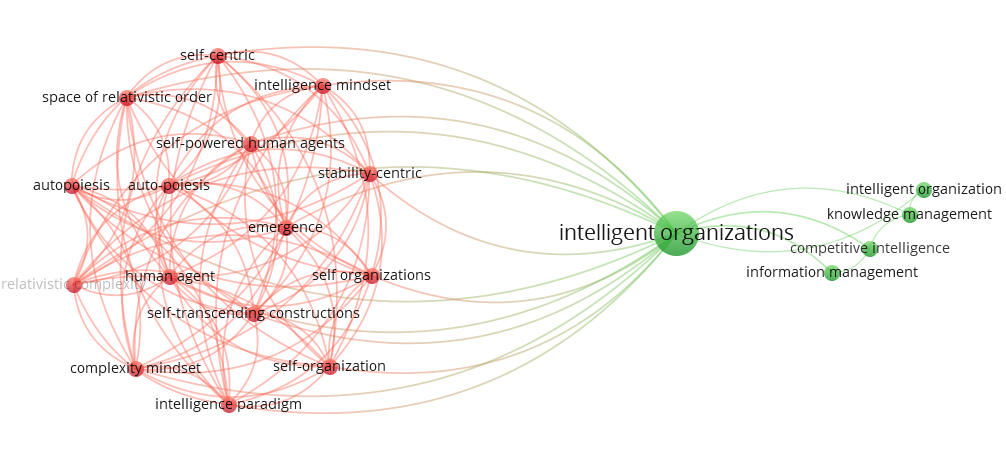 self-centric
intelligence mindset
space of relativistic order
self-powered human agents
stability-centric
autopoiesis
auto-poiesis
intelligent organization
knowledge management
emergence
intelligent organizations
competitive intelligence
information management
human agent
self organizations
relativistic complexity
self-transcending constructions
self-organization
complexity mindset
intelligence paradigm